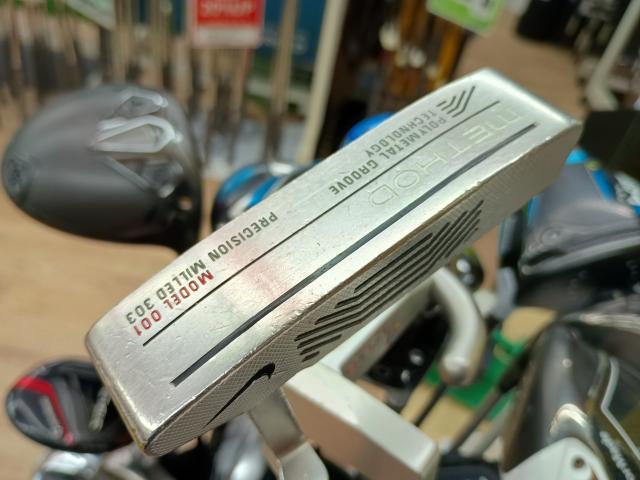 METHOD
POLYMETAL GROOVE
TECHNOLOGY
PRECISION MILLED 303
MODEL 001